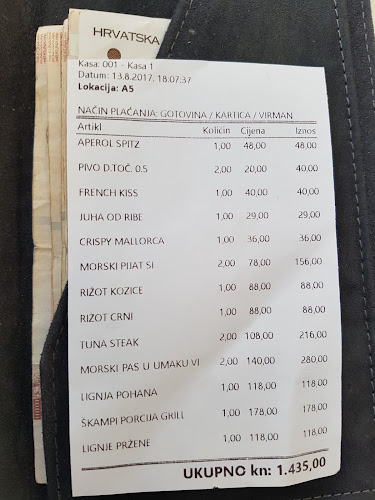 HRVATSKA
Kasa: 001 - Kasa 1
Datum: 13.8.2017, 18:07:37
Lokacija: A5
NAČIN PLAĆANJA: GOTOVINA / KARTICA / VIRMAN
Artikl Količin Cijena Iznos
APEROL SPITZ 1,00 48,00 48,00
PIVO D.TOČ. 0.5 2,00 20,00 40,00
FRENCH KISS 1,00 40,00 40,00
JUHA OD RIBE 1,00 29,00 29,00
CRISPY MALLORCA 1,00 36,00 36,00
MORSKI PIJAT SI 2,00 78,00 156,00
RIŽOT KOZICE 1,00 88,00 88,00
RIŽOT CRNI 1,00 88,00 88,00
TUNA STEAK 2,00 108,00 216,00
MORSKI PAS U UMAKU VI 2,00 140,00 280,00
LIGNJA POHANA 1,00 118,00 118,00
ŠKAMPI PORCIJA GRILL 1,00 178,00 178,00
LIGNJE PRŽENE 1,00 118,00 118,00
UKUPNO kn: 1.435,00